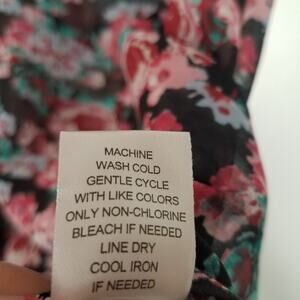 MACHINE
WASH COLD
GENTLE CYCLE
WITH LIKE COLORS
ONLY NON-CHLORINE
BLEACH IF NEEDED
LINE DRY
COOL IRON
IF NEEDED